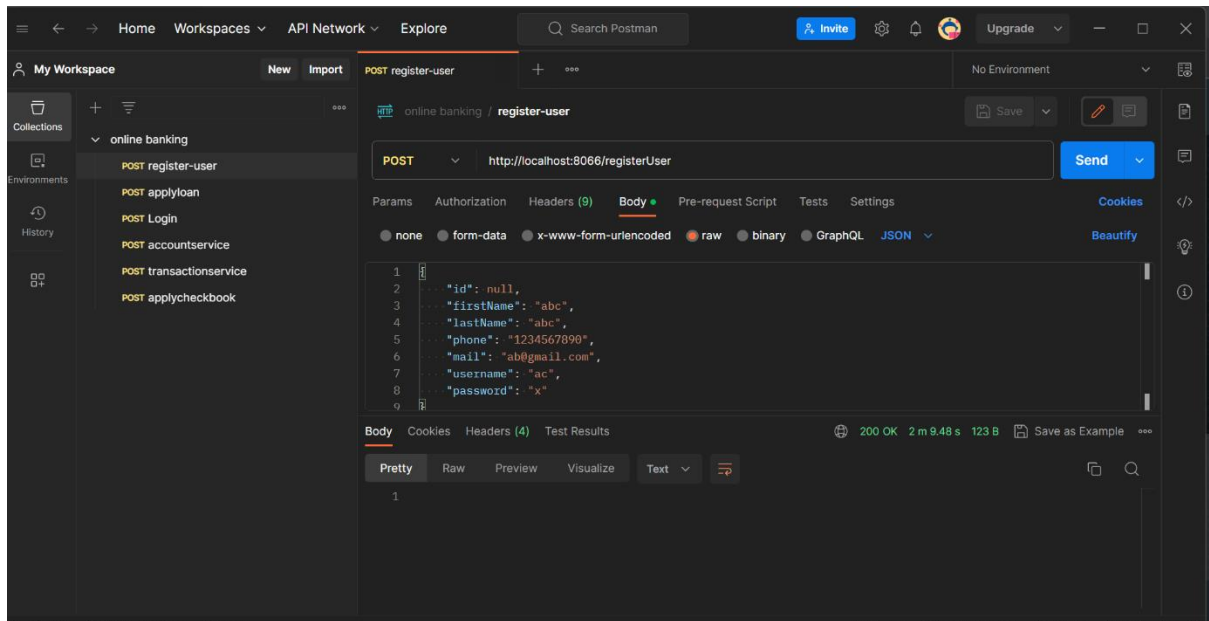 Home Workspaces API Network Explore Search Postman Invite Upgrade
My Workspace New Import POST register-user No Environment
Collections
Environments
History
online banking
POST register-user
POST applyloan
POST Login
POST accountservice
POST transactionservice
POST applycheckbook
HTTP online banking / register-user Save
POST http://localhost:8066/registerUser Send
Params Authorization Headers (9) Body Pre-request Script Tests Settings Cookies
none form-data x-www-form-urlencoded raw binary GraphQL JSON Beautify
1 {
2 "id": null,
3 "firstName": "abc",
4 "lastName": "abc",
5 "phone": "1234567890",
6 "mail": "ab@gmail.com",
7 "username": "ac",
8 "password": "x"
9 }
Body Cookies Headers (4) Test Results 200 OK 2 m 9.48 s 123 B Save as Example
Pretty Raw Preview Visualize Text
1